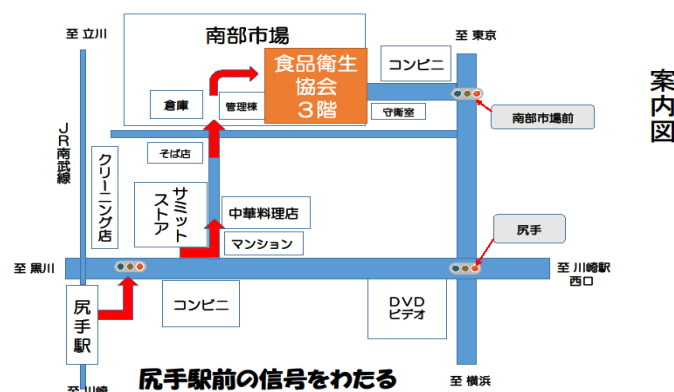 案内図
至 立川
南部市場
至 東京
コンビニ
食品衛生
協会
３階
倉庫
管理棟
守衛室
南部市場前
JR南武線
そば店
クリーニング店
サミット
ストア
中華料理店
マンション
尻手
至 黒川
至 川崎駅
西口
尻手駅
コンビニ
DVD
ビデオ
至 川崎
尻手駅前の信号をわたる
至 横浜